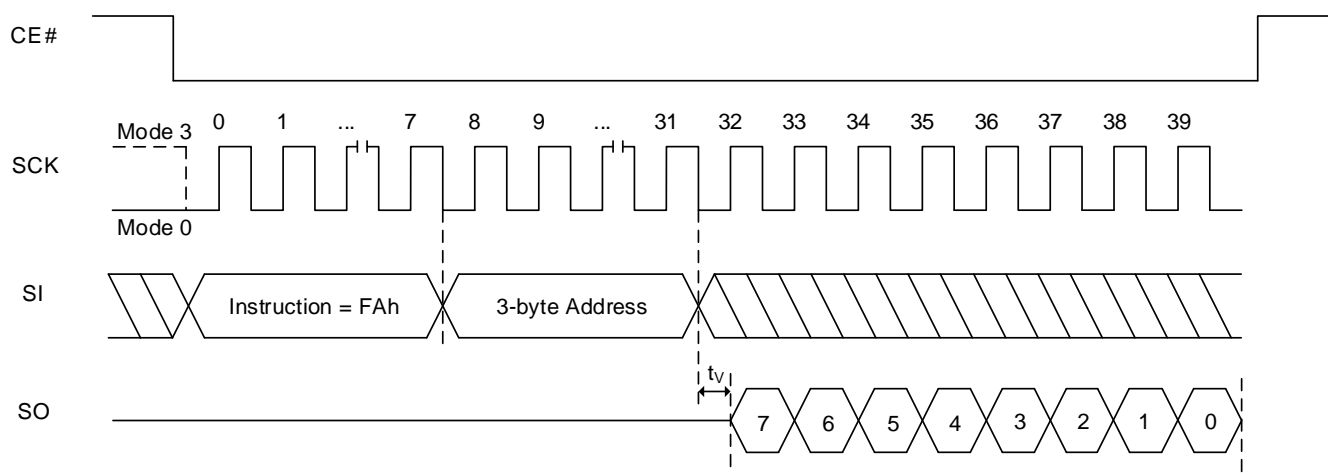 CE#
Mode 3 0 1 ... 7 8 9 ... 31 32 33 34 35 36 37 38 39
SCK
Mode 0
SI Instruction = FAh 3-byte Address
tV
SO 7 6 5 4 3 2 1 0